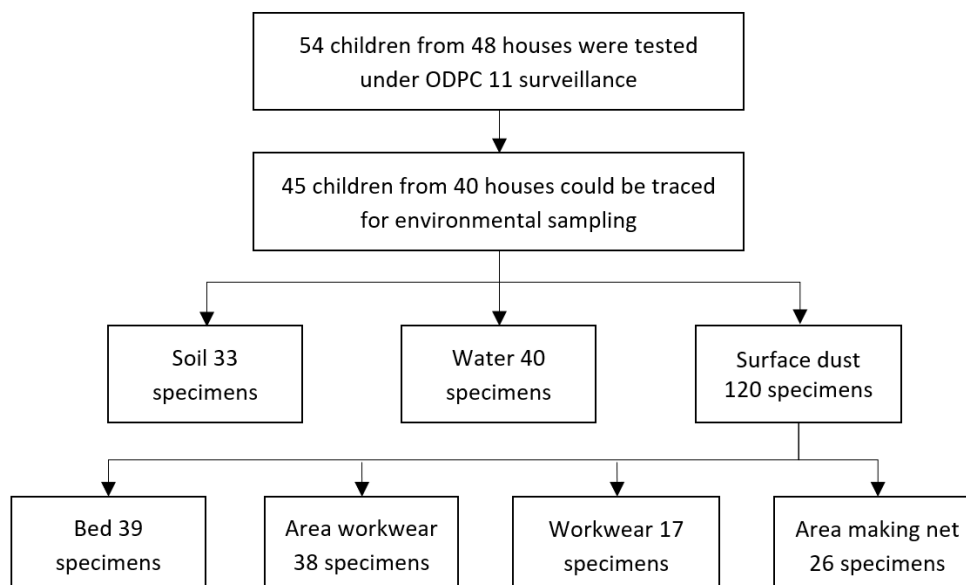 54 children from 48 houses were tested
under ODPC 11 surveillance
45 children from 40 houses could be traced
for environmental sampling
Soil 33
specimens
Water 40
specimens
Surface dust
120 specimens
Bed 39
specimens
Area workwear
38 specimens
Workwear 17
specimens
Area making net
26 specimens